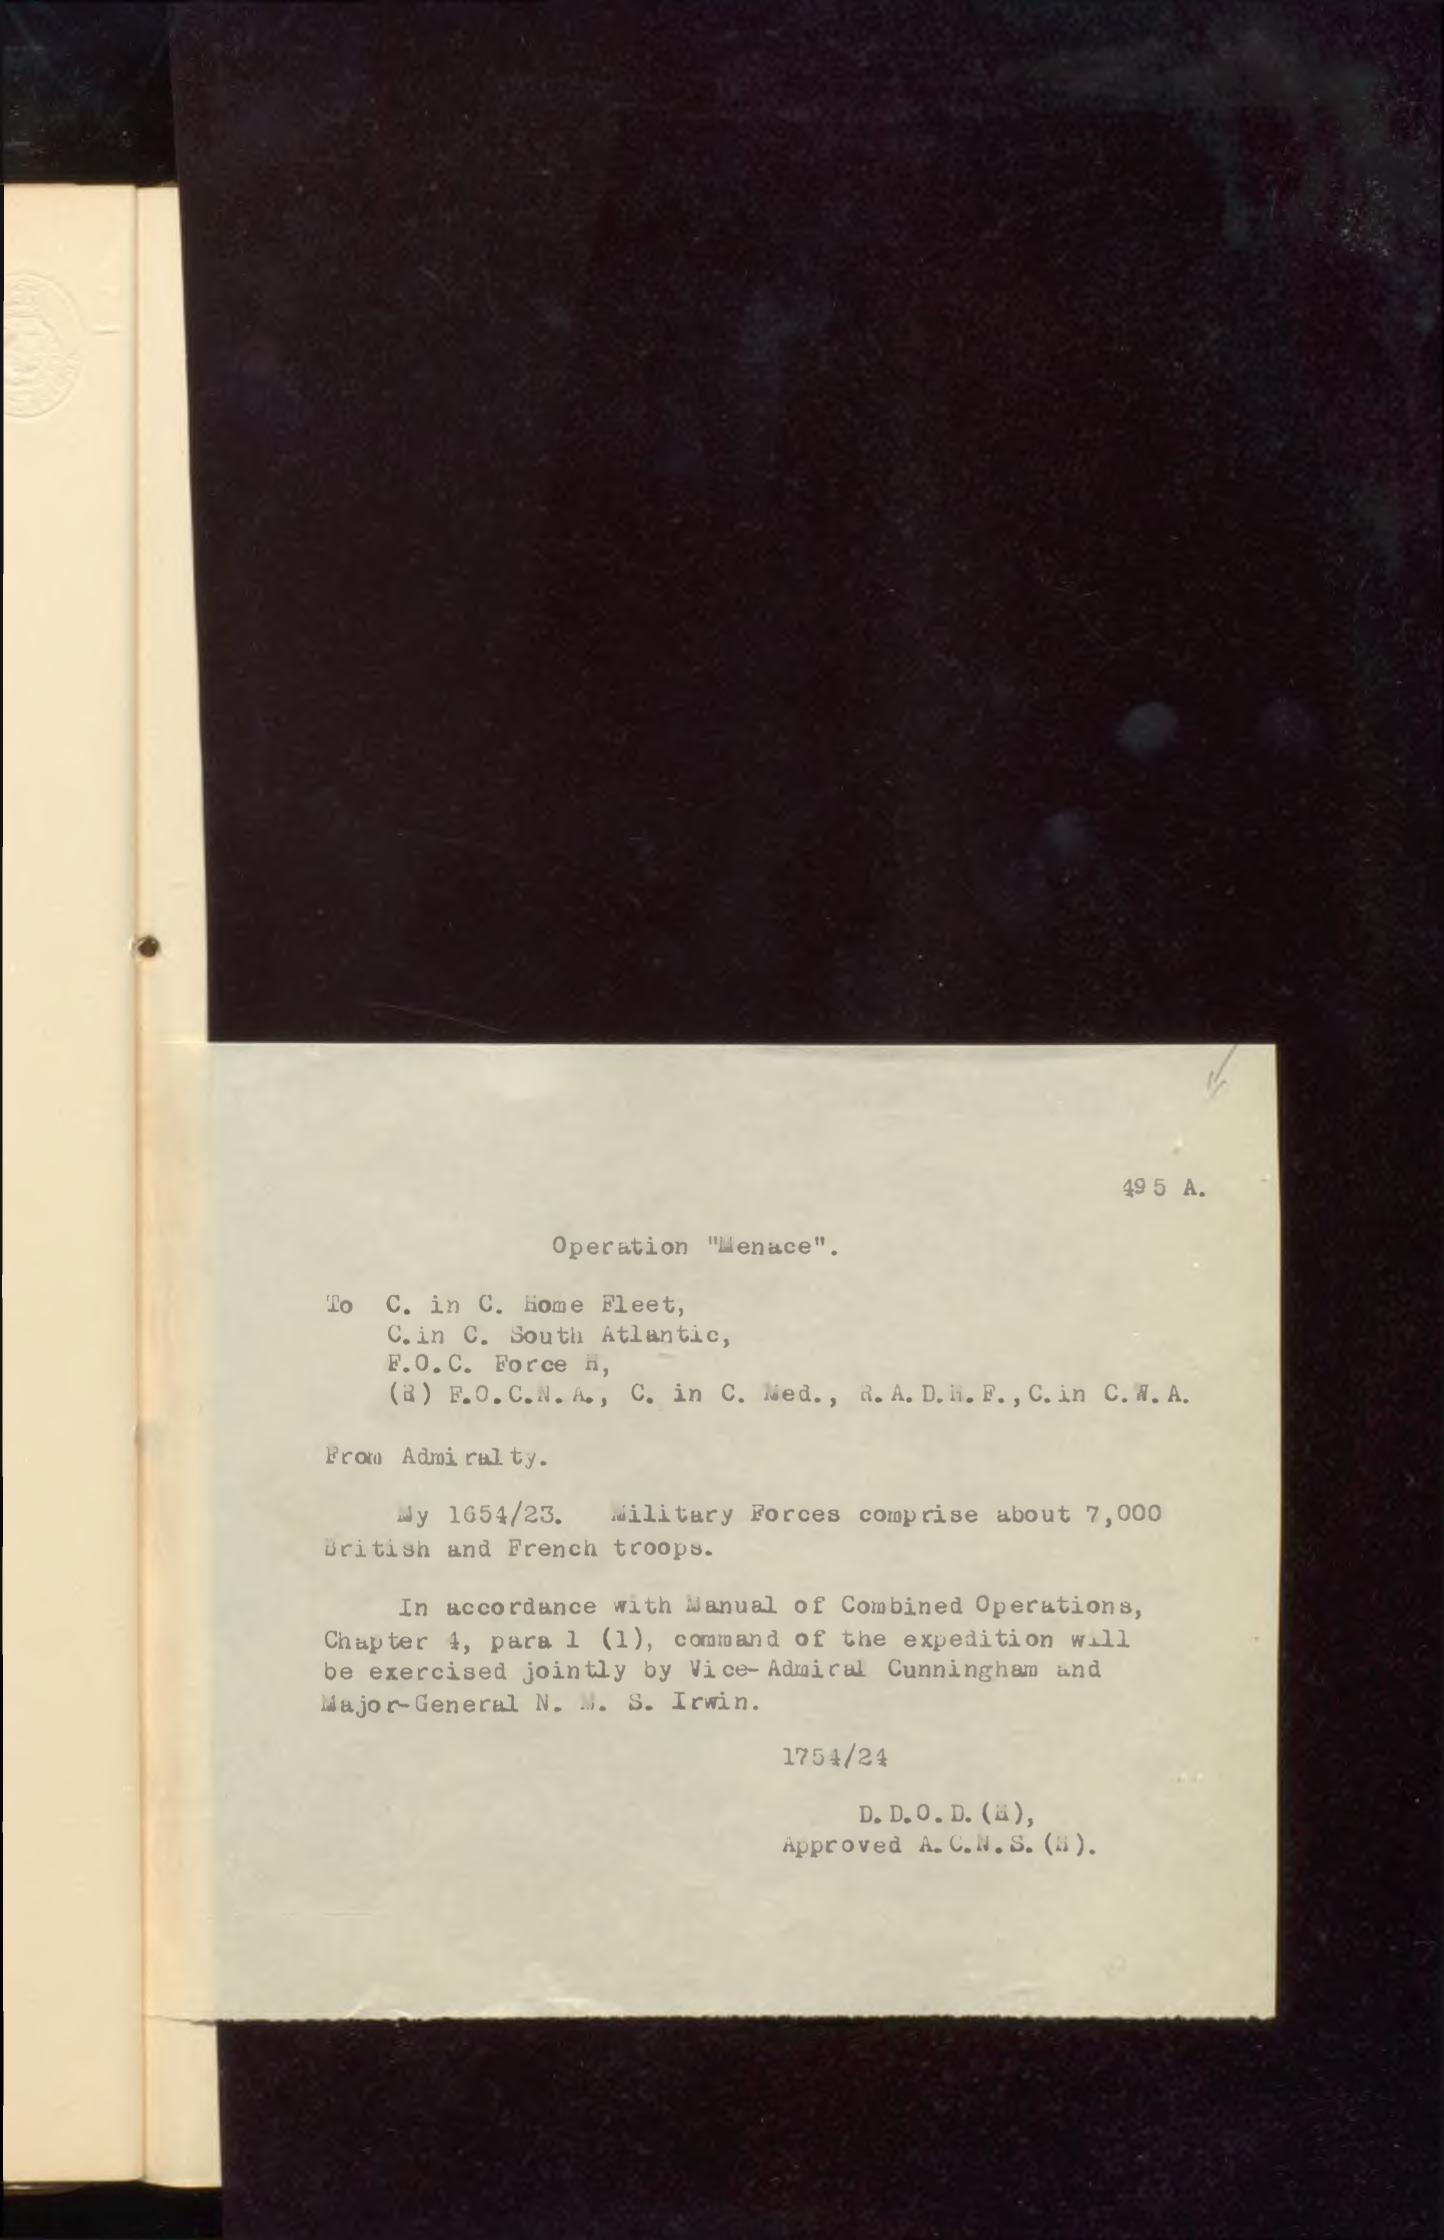 495 A.
Operation "Menace".
To C. in C. Home Fleet,
C.in C. South Atlantic,
F.O.C. Force H,
(R) F.O.C.N.A., C. in C. Med., R.A.D.H.F.,C.in C.W.A.
From Admiralty.
My 1654/23. Military Forces comprise about 7,000
British and French troops.
In accordance with Manual of Combined Operations,
Chapter 4, para 1 (1), command of the expedition will
be exercised jointly by Vice-Admiral Cunningham and
Major-General N. M. S. Irwin.
1754/24
D.D.O.D.(H),
Approved A.C.N.S.(H).